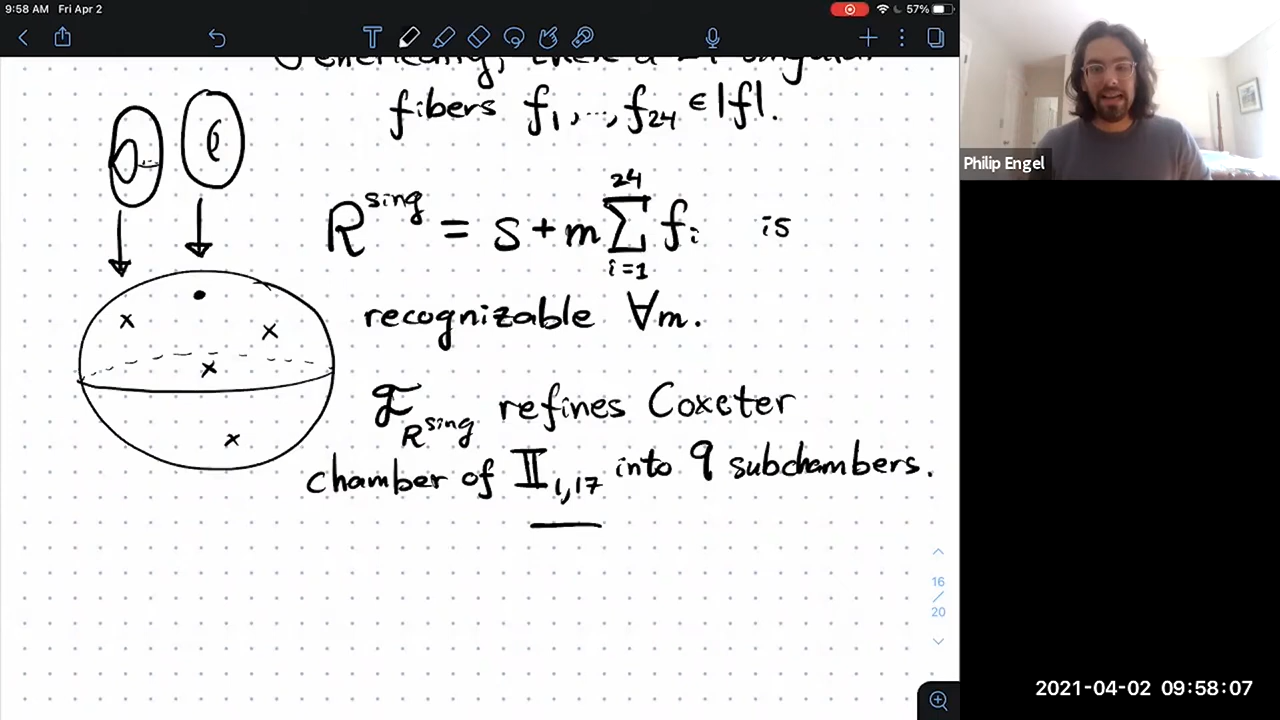 9:58 AM Fri Apr 2
57%
fibers f₁,...,f₂₄ ∈ |f|.
R^sing = s + m ∑_{i=1}^{24} f_i is
recognizable ∀m.
F_{R^sing} refines Coxeter
chamber of II_{1,17} into 9 subchambers.
16
/
20
Philip Engel
2021-04-02 09:58:07